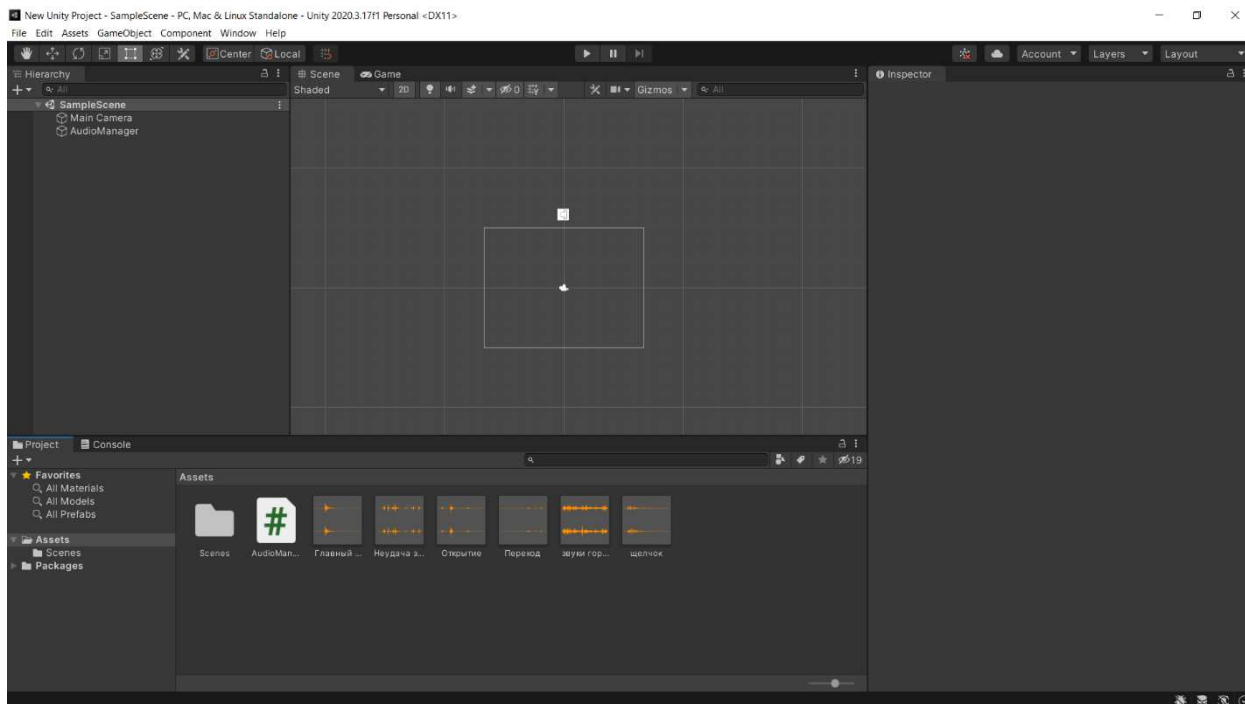 New Unity Project - SampleScene - PC, Mac & Linux Standalone - Unity 2020.3.17f1 Personal <DX11>
File Edit Assets GameObject Component Window Help
Center Local
Account Layers Layout
Hierarchy
All
SampleScene
Main Camera
AudioManager
Scene Game
Shaded 2D 0 Gizmos All
Inspector
Project Console
19
Favorites
All Materials
All Models
All Prefabs
Assets
Scenes
Packages
Assets
Scenes AudioMan... Главный ... Неудача з... Открытие Переход звуки гор... щелчок